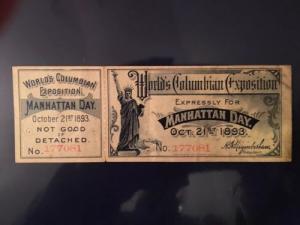 WORLD'S COLUMBIAN
EXPOSITION
MANHATTAN DAY.
October 21st 1893.
NOT GOOD
IF
DETACHED.
No. 177081
World's Columbian Exposition
EXPRESSLY FOR
MANHATTAN DAY.
OCT. 21st 1893.
No. 177081